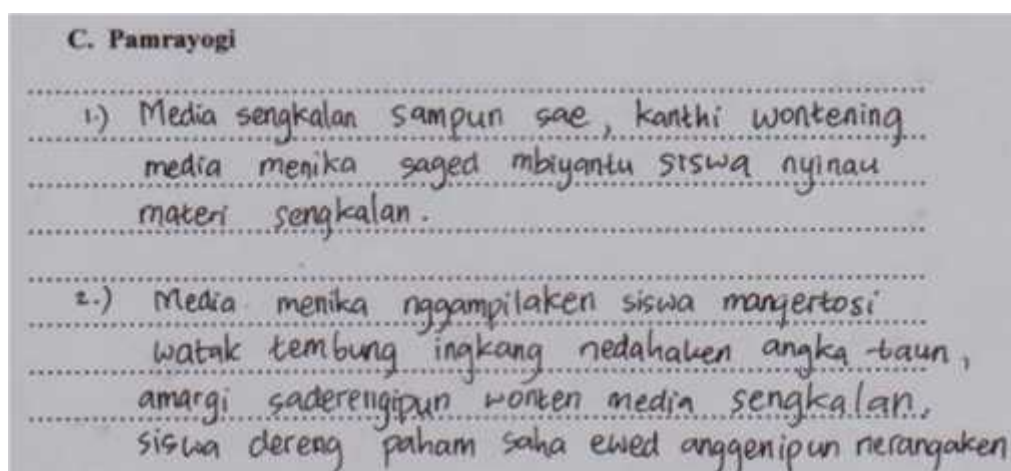 C. Pamrayogi
1.) Media sengkalan sampun sae, kanthi wontening
media menika saged mbiyantu siswa nyinau
materi sengkalan.
2.) Media menika nggampilaken siswa mangertosi
watak tembung ingkang nedahaken angka taun,
amargi saderengipun wonten media sengkalan,
siswa dereng paham saha ewed anggenipun nerangaken